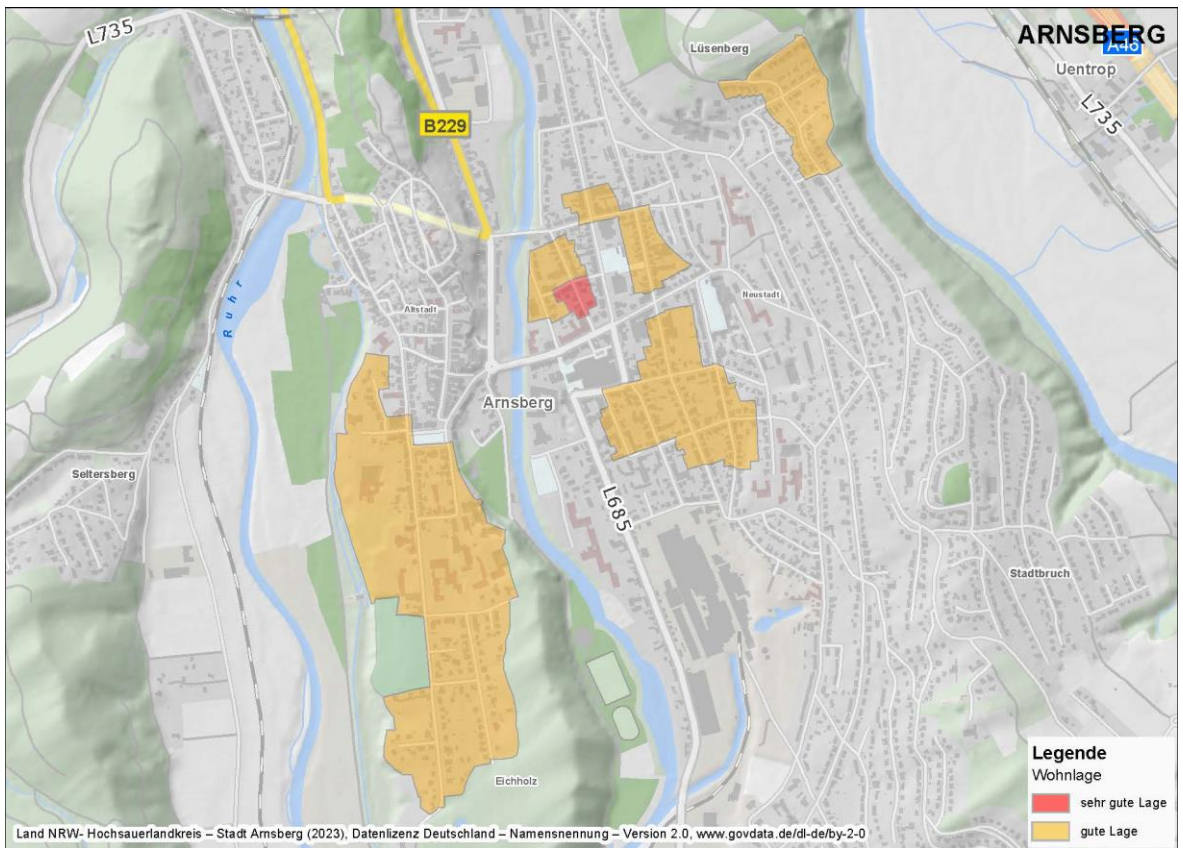 L735
Lüsenberg
ARNSBERG
A46
Uentrop
L735
B229
Ruhr
Altstadt
Neustadt
Arnsberg
Seltersberg
L685
Stadtbruch
Eichholz
Legende
Wohnlage
sehr gute Lage
gute Lage
Land NRW- Hochsauerlandkreis – Stadt Arnsberg (2023), Datenlizenz Deutschland – Namensnennung – Version 2.0, www.govdata.de/dl-de/by-2-0